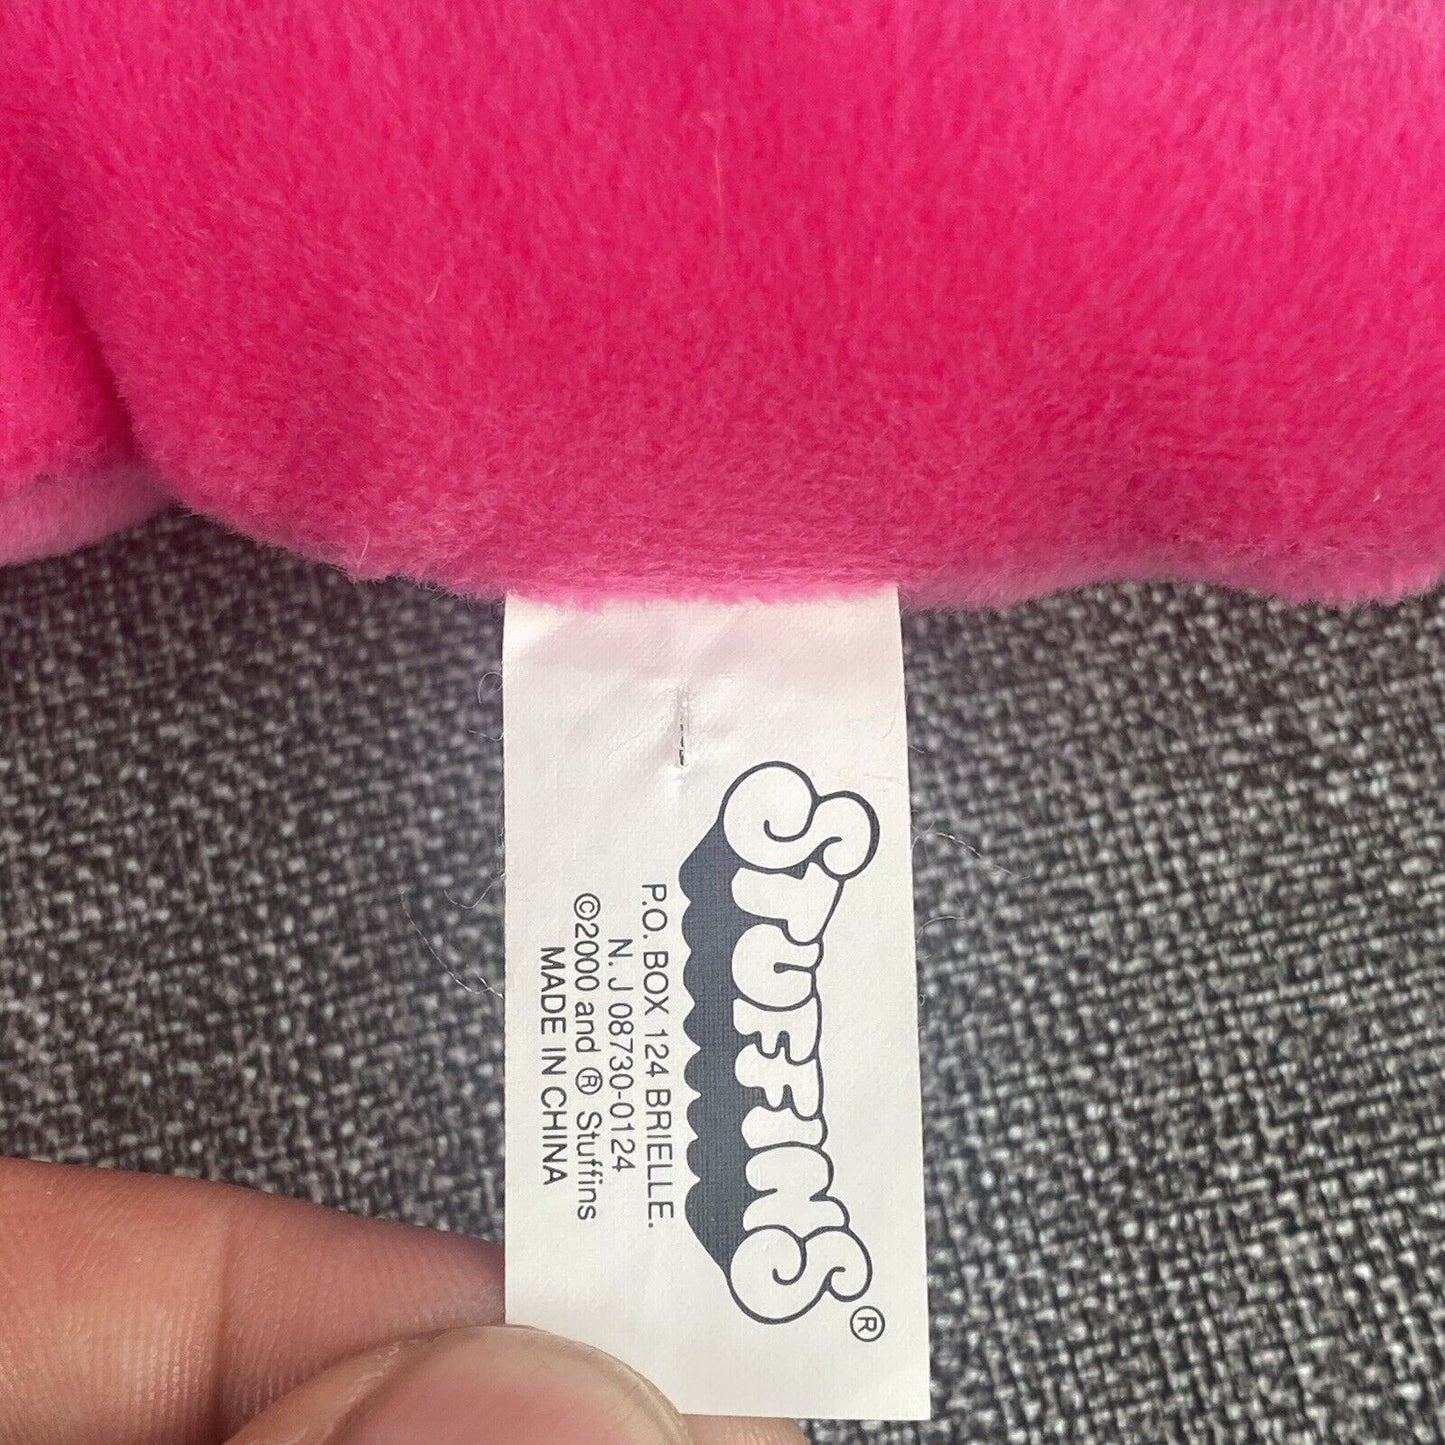 STUFFINS®
P.O. BOX 124 BRIELLE.
N. J 08730-0124
©2000 and ® Stuffins
MADE IN CHINA